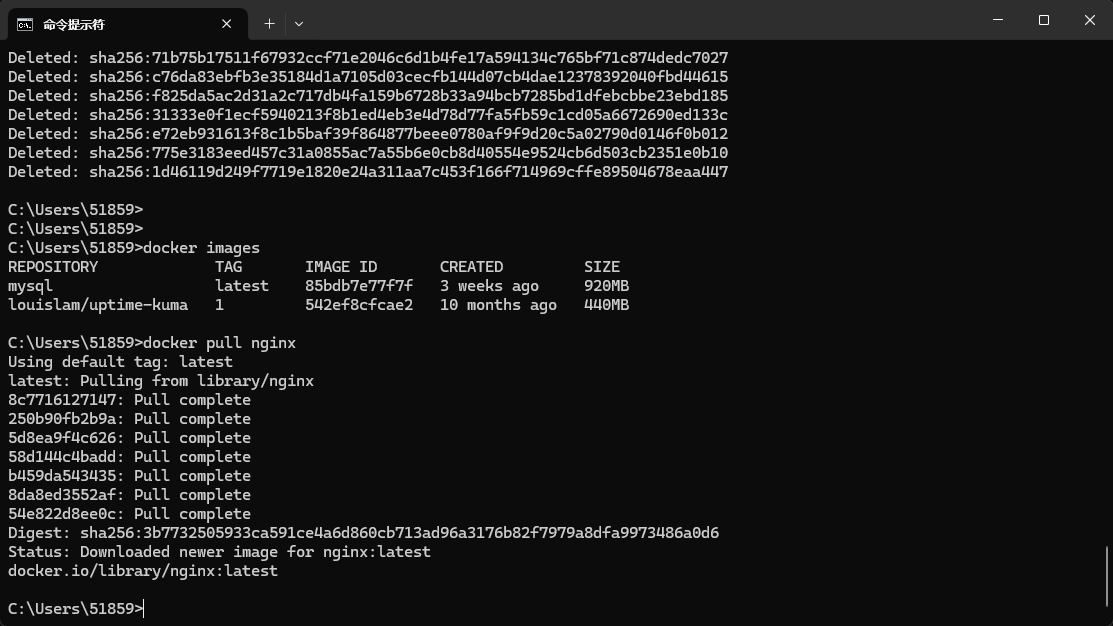 命令提示符
Deleted: sha256:71b75b17511f67932ccf71e2046c6d1b4fe17a594134c765bf71c874dedc7027
Deleted: sha256:c76da83ebfb3e35184d1a7105d03cecfb144d07cb4dae12378392040fbd44615
Deleted: sha256:f825da5ac2d31a2c717db4fa159b6728b33a94bcb7285bd1dfebcbbe23ebd185
Deleted: sha256:31333e0f1ecf5940213f8b1ed4eb3e4d78d77fa5fb59c1cd05a6672690ed133c
Deleted: sha256:e72eb931613f8c1b5baf39f864877beee0780af9f9d20c5a02790d0146f0b012
Deleted: sha256:775e3183eed457c31a0855ac7a55b6e0cb8d40554e9524cb6d503cb2351e0b10
Deleted: sha256:1d46119d249f7719e1820e24a311aa7c453f166f714969cffe89504678eaa447
C:\Users\51859>
C:\Users\51859>
C:\Users\51859>docker images
REPOSITORY             TAG       IMAGE ID       CREATED         SIZE
mysql                  latest    85bdb7e77f7f   3 weeks ago     920MB
louislam/uptime-kuma   1         542ef8cfcae2   10 months ago   440MB
C:\Users\51859>docker pull nginx
Using default tag: latest
latest: Pulling from library/nginx
8c7716127147: Pull complete
250b90fb2b9a: Pull complete
5d8ea9f4c626: Pull complete
58d144c4badd: Pull complete
b459da543435: Pull complete
8da8ed3552af: Pull complete
54e822d8ee0c: Pull complete
Digest: sha256:3b7732505933ca591ce4a6d860cb713ad96a3176b82f7979a8dfa9973486a0d6
Status: Downloaded newer image for nginx:latest
docker.io/library/nginx:latest
C:\Users\51859>